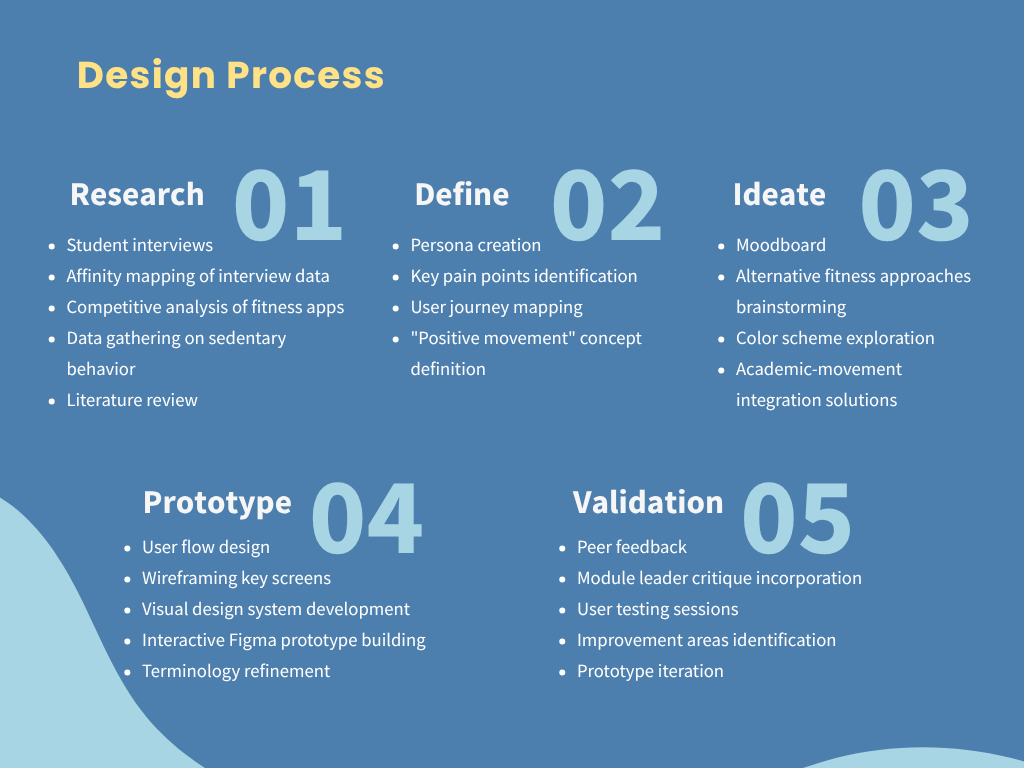 Design Process
Research 01
• Student interviews
• Affinity mapping of interview data
• Competitive analysis of fitness apps
• Data gathering on sedentary
behavior
• Literature review
Define 02
• Persona creation
• Key pain points identification
• User journey mapping
• "Positive movement" concept
definition
Ideate 03
• Moodboard
• Alternative fitness approaches
brainstorming
• Color scheme exploration
• Academic-movement
integration solutions
Prototype 04
• User flow design
• Wireframing key screens
• Visual design system development
• Interactive Figma prototype building
• Terminology refinement
Validation 05
• Peer feedback
• Module leader critique incorporation
• User testing sessions
• Improvement areas identification
• Prototype iteration